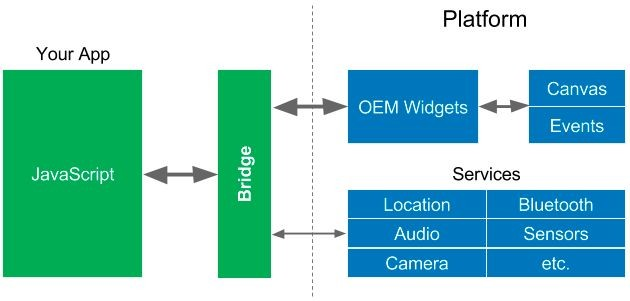 Platform
Your App
JavaScript
Bridge
OEM Widgets
Canvas
Events
Services
Location
Bluetooth
Audio
Sensors
Camera
etc.